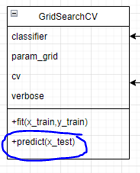 GridSearchCV
classifier
param_grid
cv
verbose
+fit(x_train,y_train)
+predict(x_test)